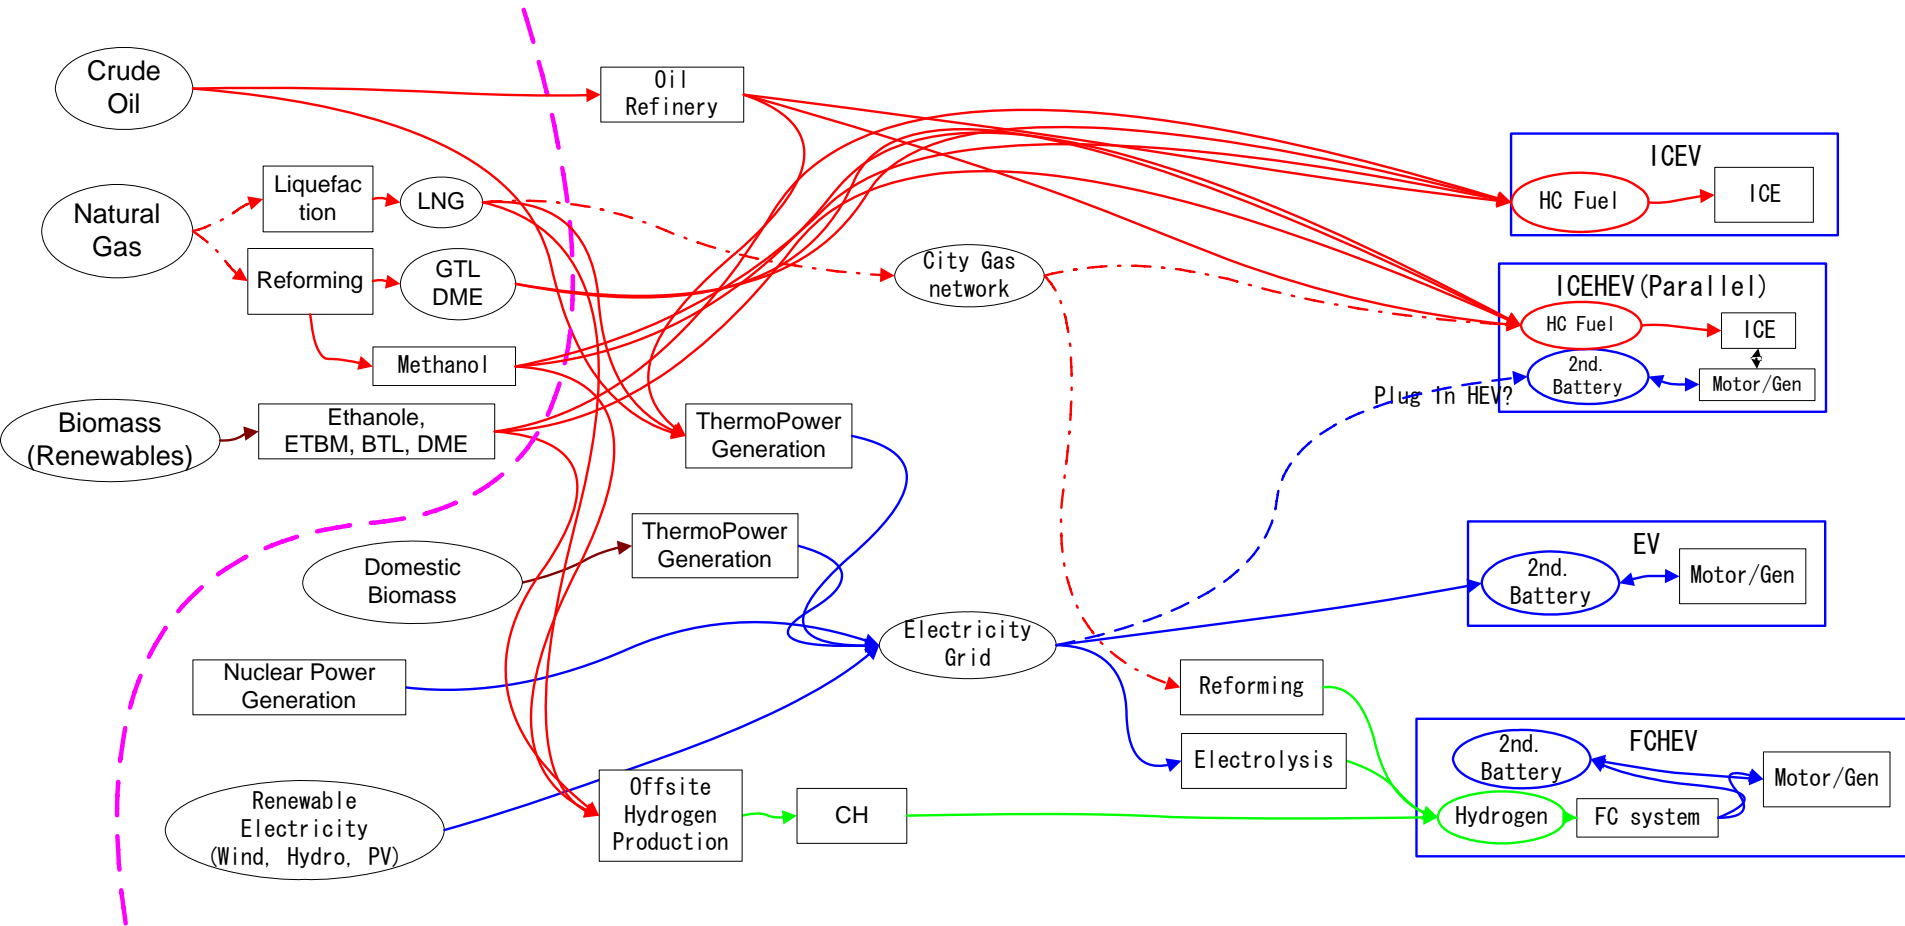 Crude
Oil
Oil
Refinery
Natural
Gas
Liquefac
tion
LNG
Reforming
GTL
DME
Methanol
Biomass
(Renewables)
Ethanole,
ETBM, BTL, DME
ThermoPower
Generation
City Gas
network
ICEV
HC Fuel
ICE
ICEHEV(Parallel)
HC Fuel
ICE
2nd.
Battery
Motor/Gen
Plug in HEV?
Domestic
Biomass
ThermoPower
Generation
Nuclear Power
Generation
Electricity
Grid
EV
2nd.
Battery
Motor/Gen
Reforming
Electrolysis
Renewable
Electricity
(Wind, Hydro, PV)
Offsite
Hydrogen
Production
CH
FCHEV
2nd.
Battery
Motor/Gen
Hydrogen
FC system